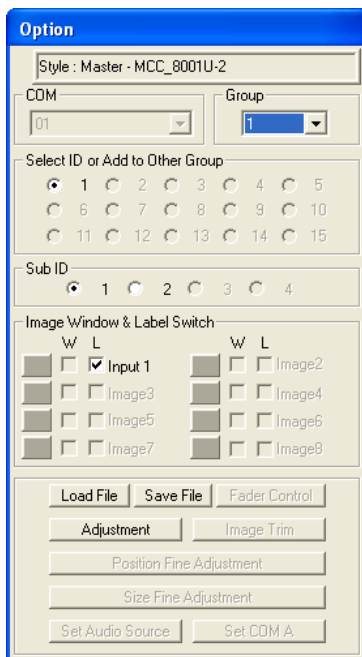 Option
Style : Master - MCC_8001U-2
COM
Group
01
1
Select ID or Add to Other Group
1 2 3 4 5
6 7 8 9 10
11 12 13 14 15
Sub ID
1 2 3 4
Image Window & Label Switch
W L W L
Input 1 Image2
Image3 Image4
Image5 Image6
Image7 Image8
Load File Save File Fader Control
Adjustment Image Trim
Position Fine Adjustment
Size Fine Adjustment
Set Audio Source Set COM A